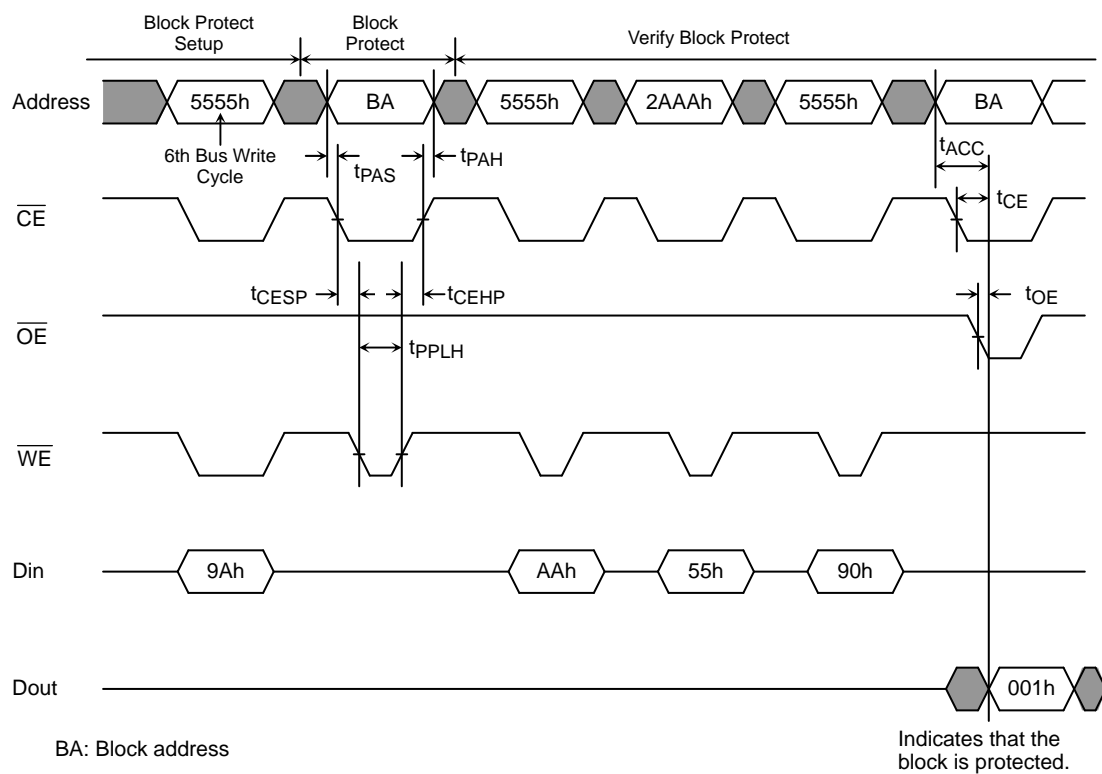 Block Protect
Setup
Block
Protect
Verify Block Protect
Address
5555h
BA
5555h
2AAAh
5555h
BA
6th Bus Write
Cycle
tPAS
tPAH
tACC
CE
tCE
tCESP
tCEHP
tOE
OE
tPPLH
WE
Din
9Ah
AAh
55h
90h
Dout
001h
BA: Block address
Indicates that the
block is protected.